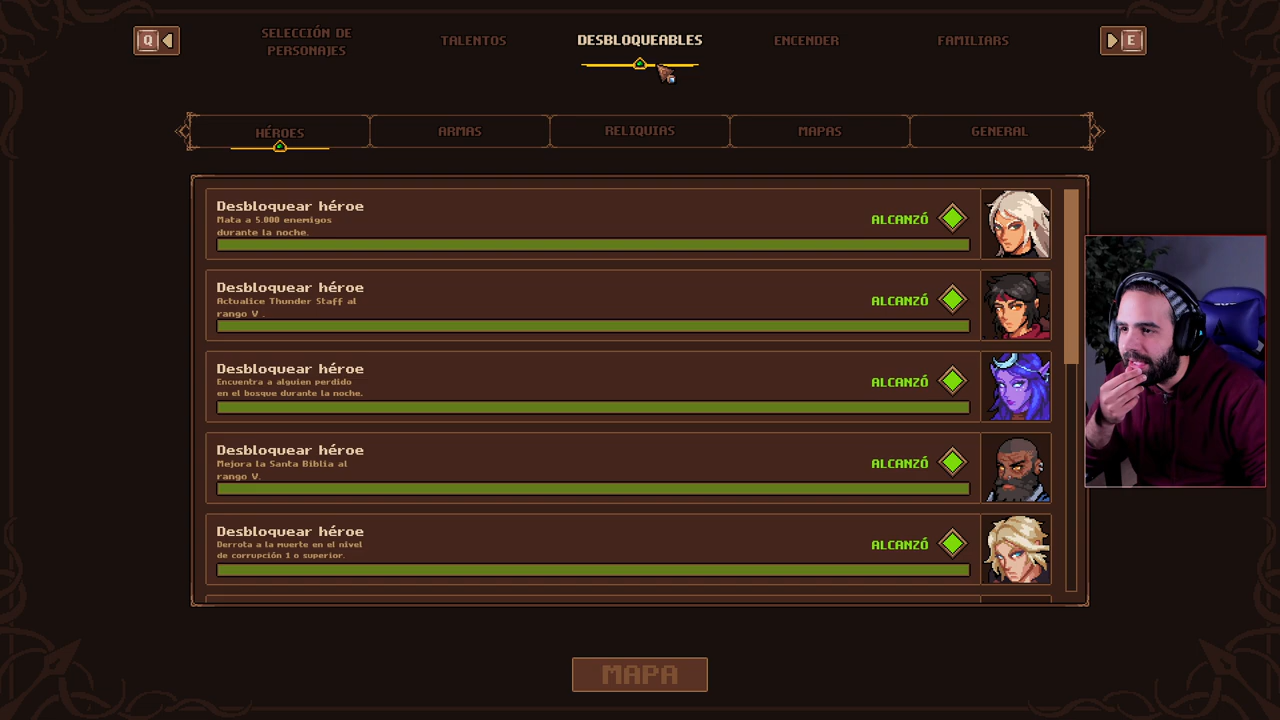 Q
SELECCIÓN DE
PERSONAJES
TALENTOS
DESBLOQUEABLES
ENCENDER
FAMILIARS
E
HÉROES
ARMAS
RELIQUIAS
MAPAS
GENERAL
Desbloquear héroe
Mata a 5.000 enemigos
durante la noche.
ALCANZÓ
Desbloquear héroe
Actualice Thunder Staff al
rango V .
ALCANZÓ
Desbloquear héroe
Encuentra a alguien perdido
en el bosque durante la noche.
ALCANZÓ
Desbloquear héroe
Mejora la Santa Biblia al
rango V.
ALCANZÓ
Desbloquear héroe
Derrota a la muerte en el nivel
de corrupción 1 o superior.
ALCANZÓ
MAPA